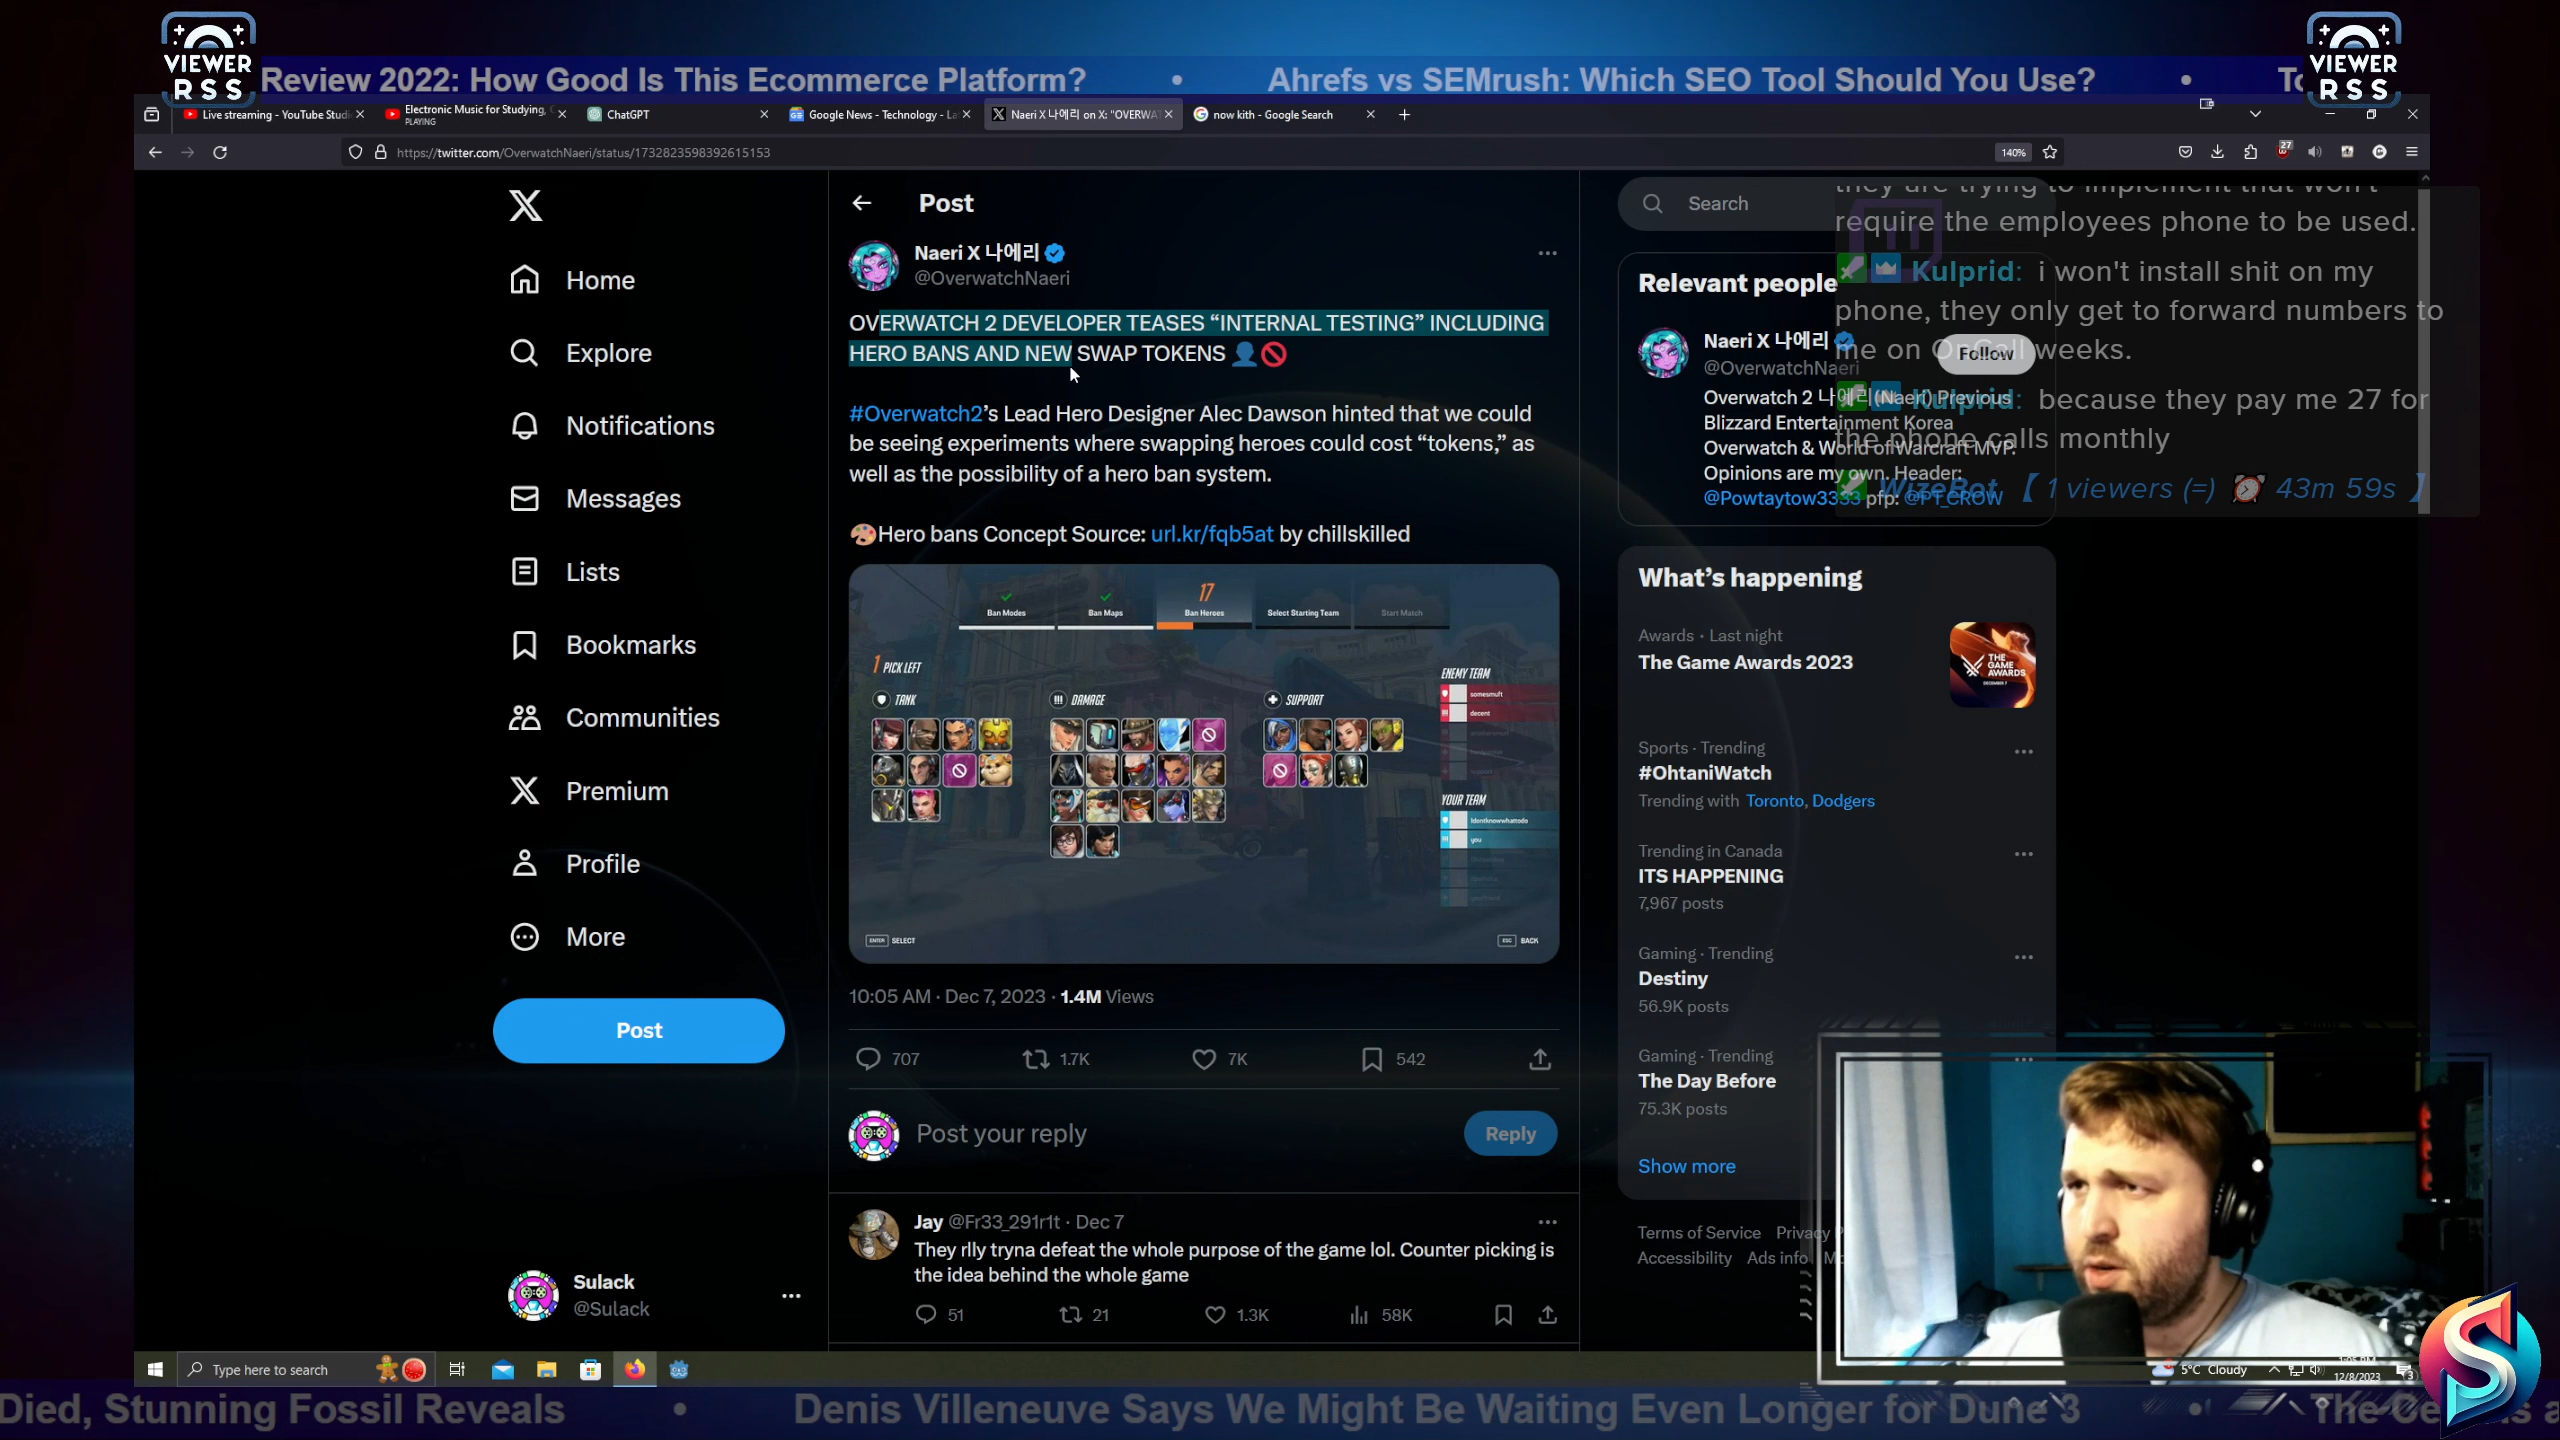 VIEWER
RSS
Review 2022: How Good Is This Ecommerce Platform? • Ahrefs vs SEMrush: Which SEO Tool Should You Use? •
VIEWER
RSS
Live streaming - YouTube Studi
Electronic Music for Studying,
PLAYING
ChatGPT
Google News - Technology - La
Naeri X 나에리 on X: "OVERWA
now kith - Google Search
https://twitter.com/OverwatchNaeri/status/1732823598392615153
140%
27
Home
Explore
Notifications
Messages
Lists
Bookmarks
Communities
Premium
Profile
More
Post
Sulack
@Sulack
Post
Naeri X 나에리
@OverwatchNaeri
OVERWATCH 2 DEVELOPER TEASES “INTERNAL TESTING” INCLUDING
HERO BANS AND NEW SWAP TOKENS 👤🚫
#Overwatch2’s Lead Hero Designer Alec Dawson hinted that we could
be seeing experiments where swapping heroes could cost “tokens,” as
well as the possibility of a hero ban system.
🎨Hero bans Concept Source: url.kr/fqb5at by chillskilled
Ban Modes
Ban Maps
17
Ban Heroes
Select Starting Team
Start Match
1 PICK LEFT
TANK
DAMAGE
SUPPORT
ENEMY TEAM
somesmuft
decent
YOUR TEAM
Identknowwhattodo
you
ENTER SELECT
ESC BACK
10:05 AM · Dec 7, 2023 · 1.4M Views
707
1.7K
7K
542
Post your reply
Reply
Jay @Fr33_291r1t · Dec 7
They rlly tryna defeat the whole purpose of the game lol. Counter picking is
the idea behind the whole game
51
21
1.3K
58K
Search
Relevant people
Naeri X 나에리
@OverwatchNaeri
Follow
Overwatch 2 나에리(Naeri) Previous
Blizzard Entertainment Korea
Overwatch & World of Warcraft MVP.
Opinions are my own. Header:
@Powtaytow3333 pfp: @PT_CROW
they are trying to implement that won't
require the employees phone to be used.
Kulprid: i won't install shit on my
phone, they only get to forward numbers to
me on OnCall weeks.
Kulprid: because they pay me 27 for
the phone calls monthly
WizeBot 【 1 viewers (=) ⏰ 43m 59s 】
What’s happening
Awards · Last night
The Game Awards 2023
THE
GAME
AWARDS
DECEMBER 7
Sports · Trending
#OhtaniWatch
Trending with Toronto, Dodgers
Trending in Canada
ITS HAPPENING
7,967 posts
Gaming · Trending
Destiny
56.9K posts
Gaming · Trending
The Day Before
75.3K posts
Show more
Terms of Service
Accessibility Ads info
Type here to search
5°C Cloudy
12/8/2023
3
Died, Stunning Fossil Reveals • Denis Villeneuve Says We Might Be Waiting Even Longer for Dune 3 •